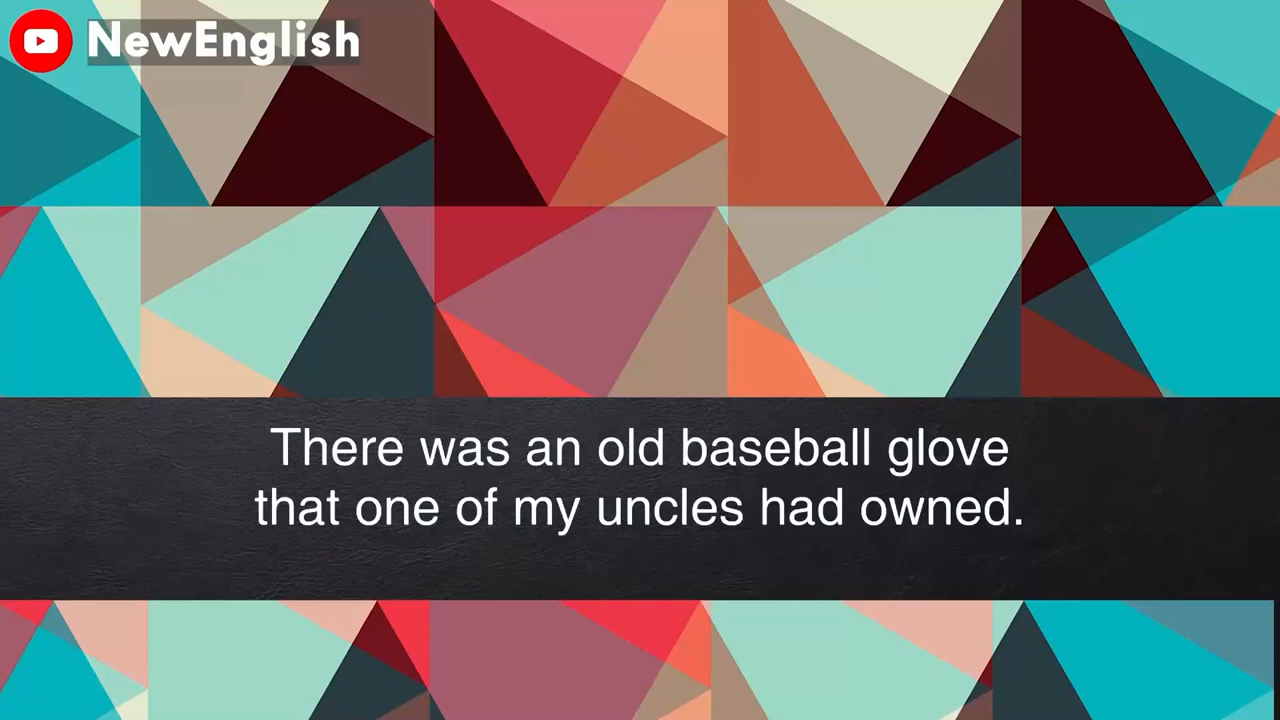 NewEnglish
There was an old baseball glove
that one of my uncles had owned.